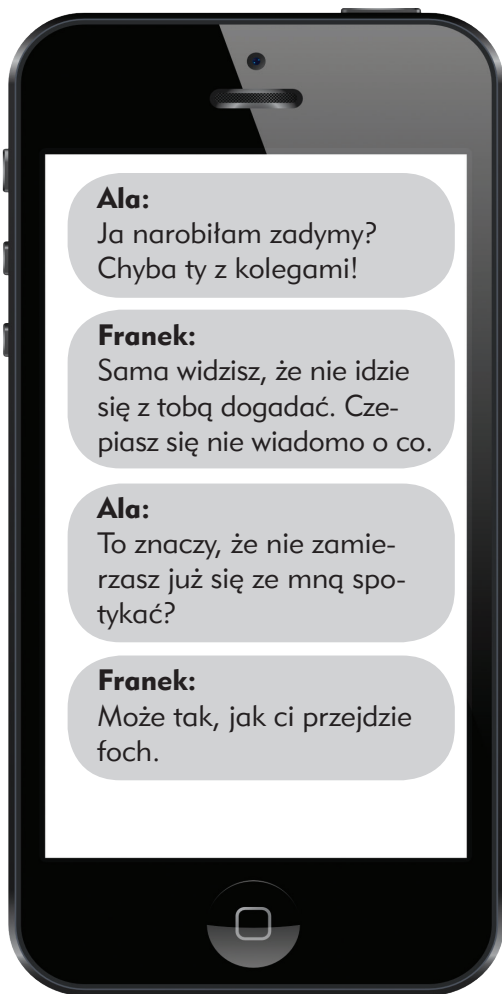 Ala:
Ja narobiłam zadymy?
Chyba ty z kolegami!
Franek:
Sama widzisz, że nie idzie
się z tobą dogadać. Cze-
piasz się nie wiadomo o co.
Ala:
To znaczy, że nie zamie-
rzasz już się ze mną spo-
tykać?
Franek:
Może tak, jak ci przejdzie
foch.